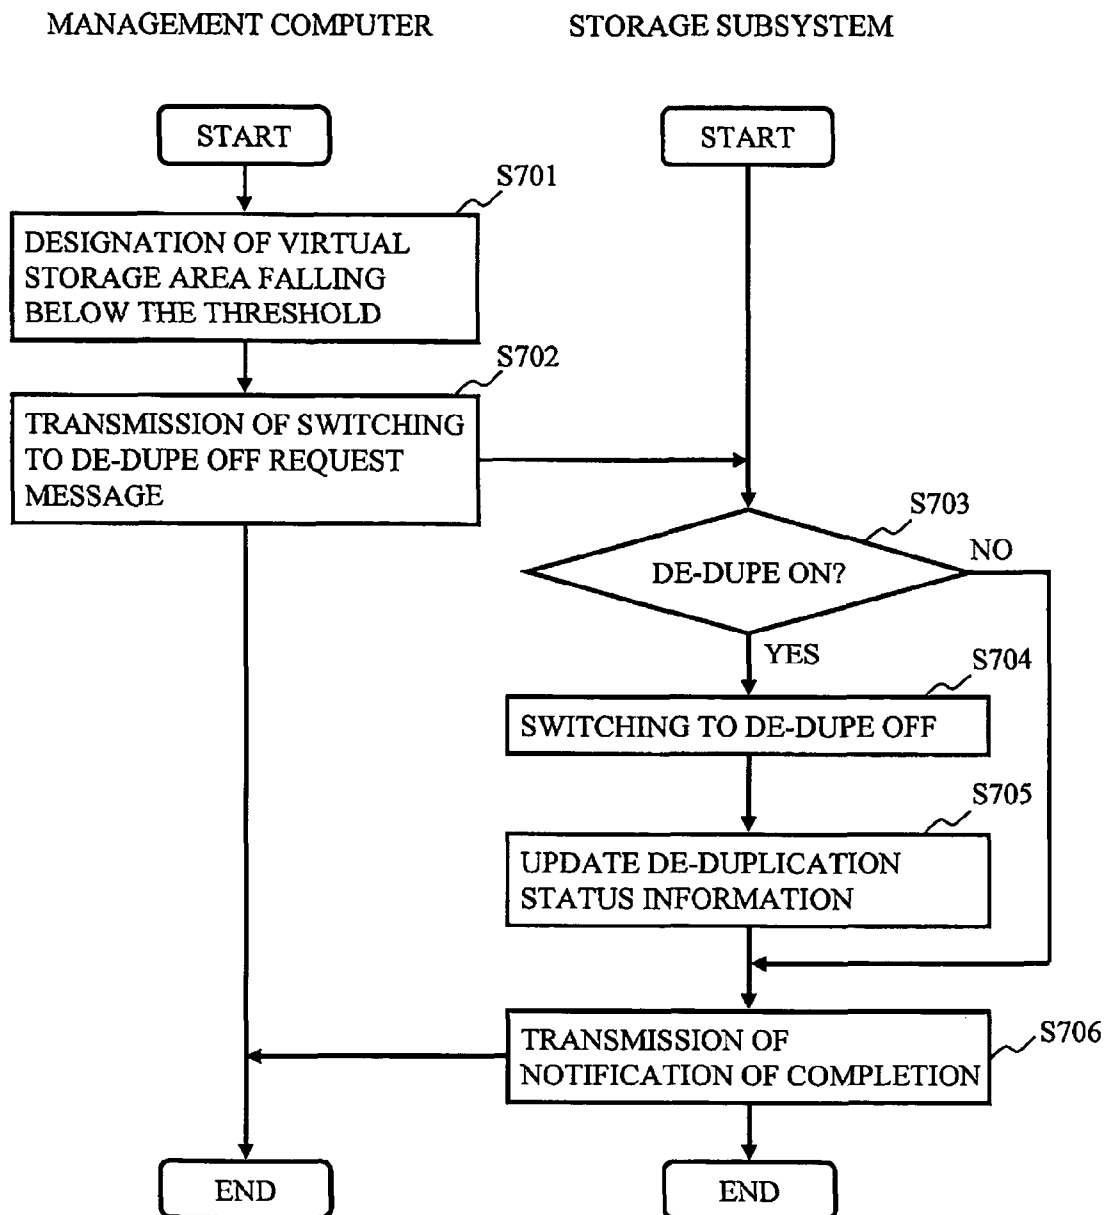 MANAGEMENT COMPUTER
STORAGE SUBSYSTEM
START
START
S701
DESIGNATION OF VIRTUAL
STORAGE AREA FALLING
BELOW THE THRESHOLD
S702
TRANSMISSION OF SWITCHING
TO DE-DUPE OFF REQUEST
MESSAGE
S703
DE-DUPE ON?
NO
YES
S704
SWITCHING TO DE-DUPE OFF
S705
UPDATE DE-DUPLICATION
STATUS INFORMATION
S706
TRANSMISSION OF
NOTIFICATION OF COMPLETION
END
END